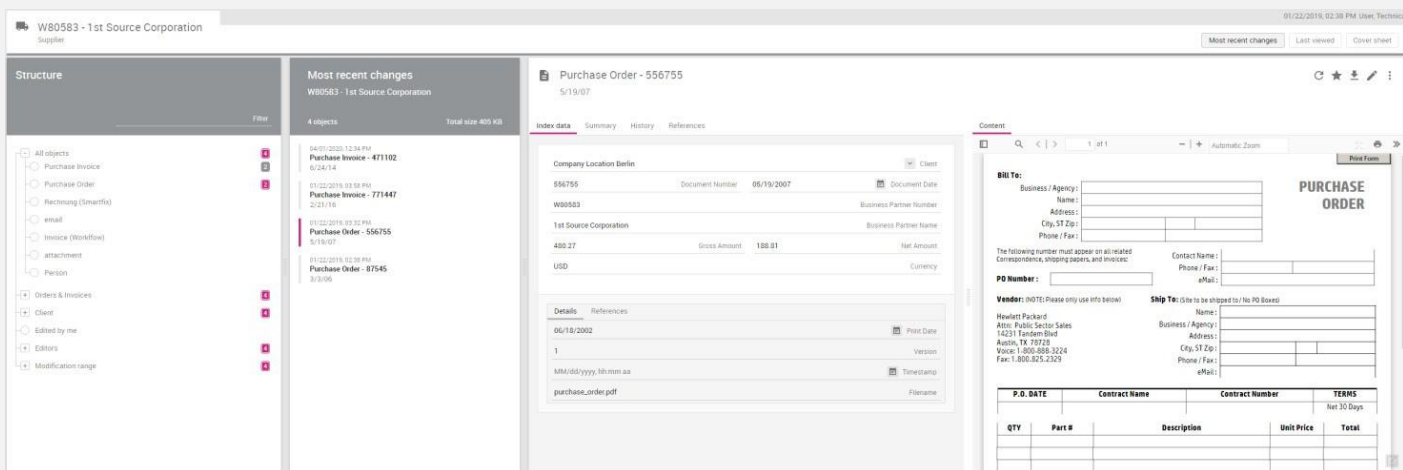 01/22/2019, 02:38 PM User, Technica
W80583 - 1st Source Corporation
Supplier
Most recent changes
Last viewed
Cover sheet
Structure
Filter
All objects 4
Purchase Invoice 2
Purchase Order 2
Rechnung (Smartfix)
email
Invoice (Workflow)
attachment
Person
Orders & Invoices 4
Client 4
Edited by me
Editors 4
Modification range 4
Most recent changes
W80583 - 1st Source Corporation
4 objects Total size 405 KB
04/01/2020, 12:34 PM
Purchase Invoice - 471102
6/24/14
01/22/2019, 03:58 PM
Purchase Invoice - 771447
2/21/16
01/22/2019, 03:32 PM
Purchase Order - 556755
5/19/07
01/22/2019, 02:38 PM
Purchase Order - 87545
3/3/06
Purchase Order - 556755
5/19/07
Index data Summary History References
Company Location Berlin Client
556755 Document Number 05/19/2007 Document Date
W80583 Business Partner Number
1st Source Corporation Business Partner Name
480.27 Gross Amount 188.81 Net Amount
USD Currency
Details References
06/18/2002 Print Date
1 Version
MM/dd/yyyy, hh:mm aa Timestamp
purchase_order.pdf Filename
Content
1 of 1 Automatic Zoom
Print Form
Bill To:
Business / Agency:
Name:
Address:
City, ST Zip:
Phone / Fax:
PURCHASE
ORDER
The following number must appear on all related
Correspondence, shipping papers, and invoices:
PO Number:
Contact Name:
Phone / Fax:
eMail:
Vendor: (NOTE: Please only use info below)
Hewlett Packard
Attn: Public Sector Sales
14231 Tandem Blvd
Austin, TX 78728
Voice: 1-800-888-3224
Fax: 1.800.825.2329
Ship To: (Site to be shipped to / No PO Boxes)
Name:
Business / Agency:
Address:
City, ST Zip:
Phone / Fax:
eMail:
P.O. DATE Contract Name Contract Number TERMS
Net 30 Days
QTY Part # Description Unit Price Total